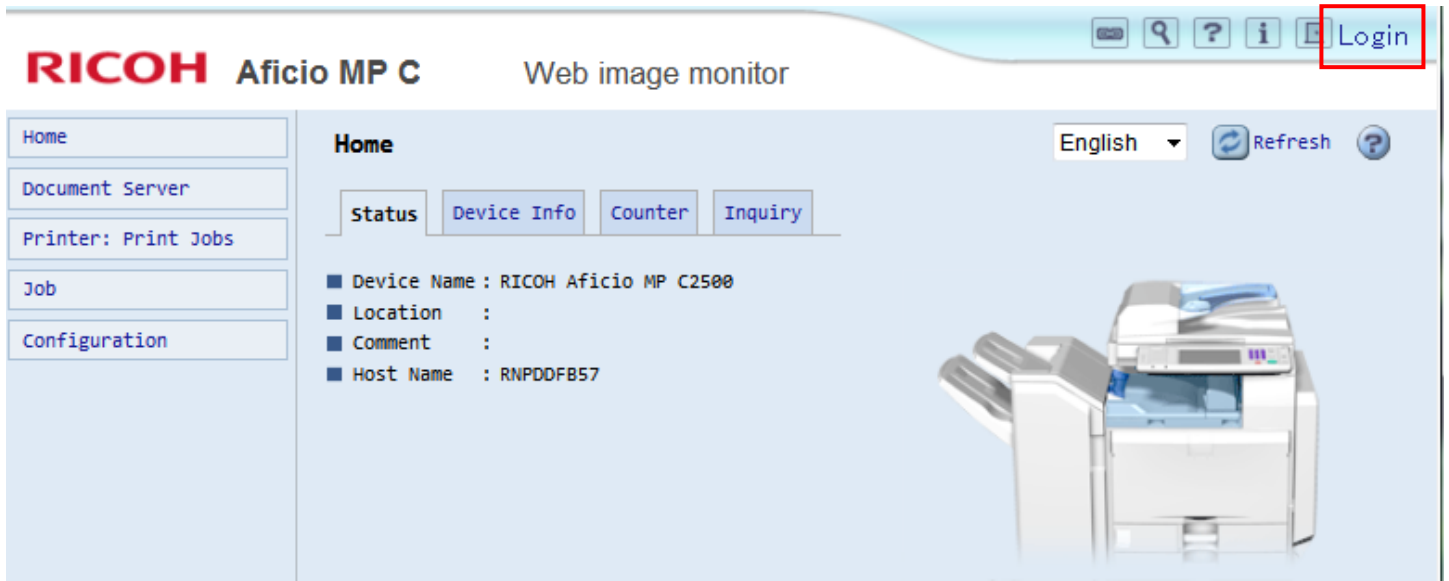 Login
RICOH Aficio MP C Web image monitor
Home
Document Server
Printer: Print Jobs
Job
Configuration
Home
English Refresh
Status Device Info Counter Inquiry
Device Name : RICOH Aficio MP C2500
Location :
Comment :
Host Name : RNPDDFB57